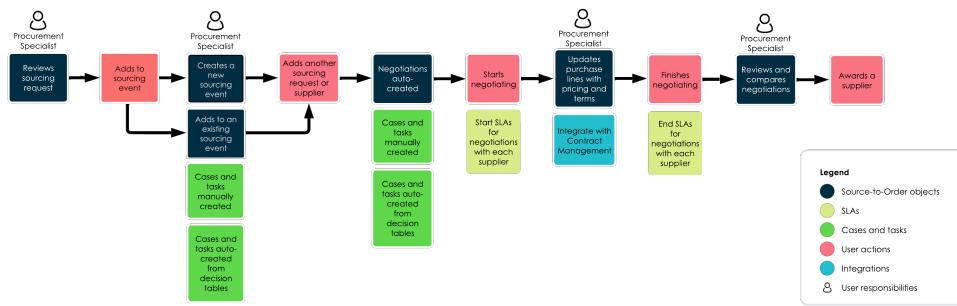 Procurement
Specialist
Reviews
sourcing
request
Adds to
sourcing
event
Procurement
Specialist
Creates a
new
sourcing
event
Adds to an
existing
sourcing
event
Cases and
tasks
manually
created
Cases and
tasks auto-
created
from
decision
tables
Adds another
sourcing
request or
supplier
Negotiations
auto-
created
Cases and
tasks
manually
created
Cases and
tasks auto-
created
from
decision
tables
Starts
negotiating
Start SLAs
for
negotiations
with each
supplier
Procurement
Specialist
Updates
purchase
lines with
pricing and
terms
Integrate with
Contract
Management
Finishes
negotiating
End SLAs
for
negotiations
with each
supplier
Procurement
Specialist
Reviews and
compares
negotiations
Awards a
supplier
Legend
Source-to-Order objects
SLAs
Cases and tasks
User actions
Integrations
User responsibilities